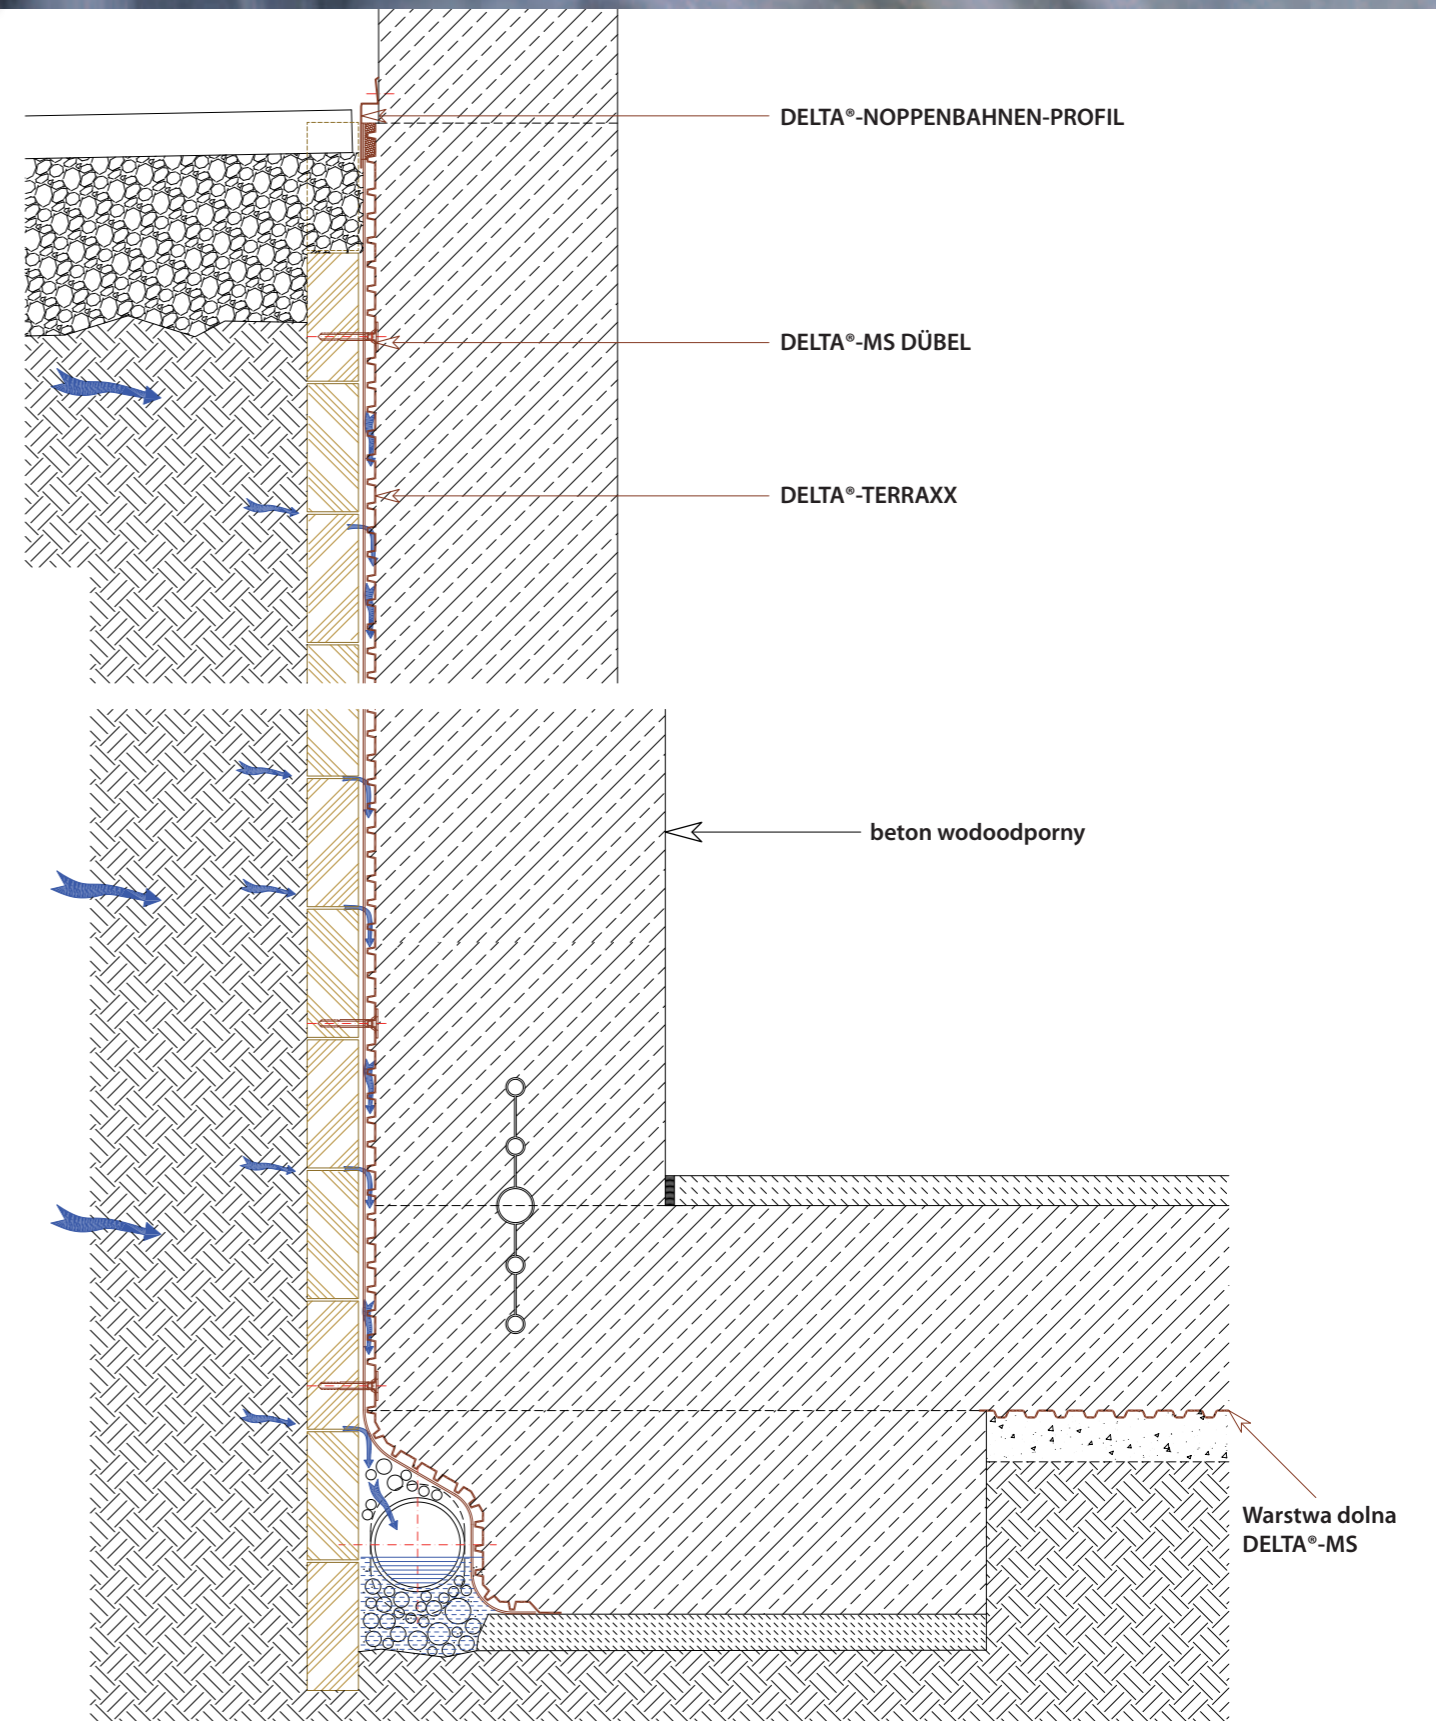 DELTA®-NOPPENBAHNEN-PROFIL
DELTA®-MS DÜBEL
DELTA®-TERRAXX
beton wodoodporny
Warstwa dolna
DELTA®-MS